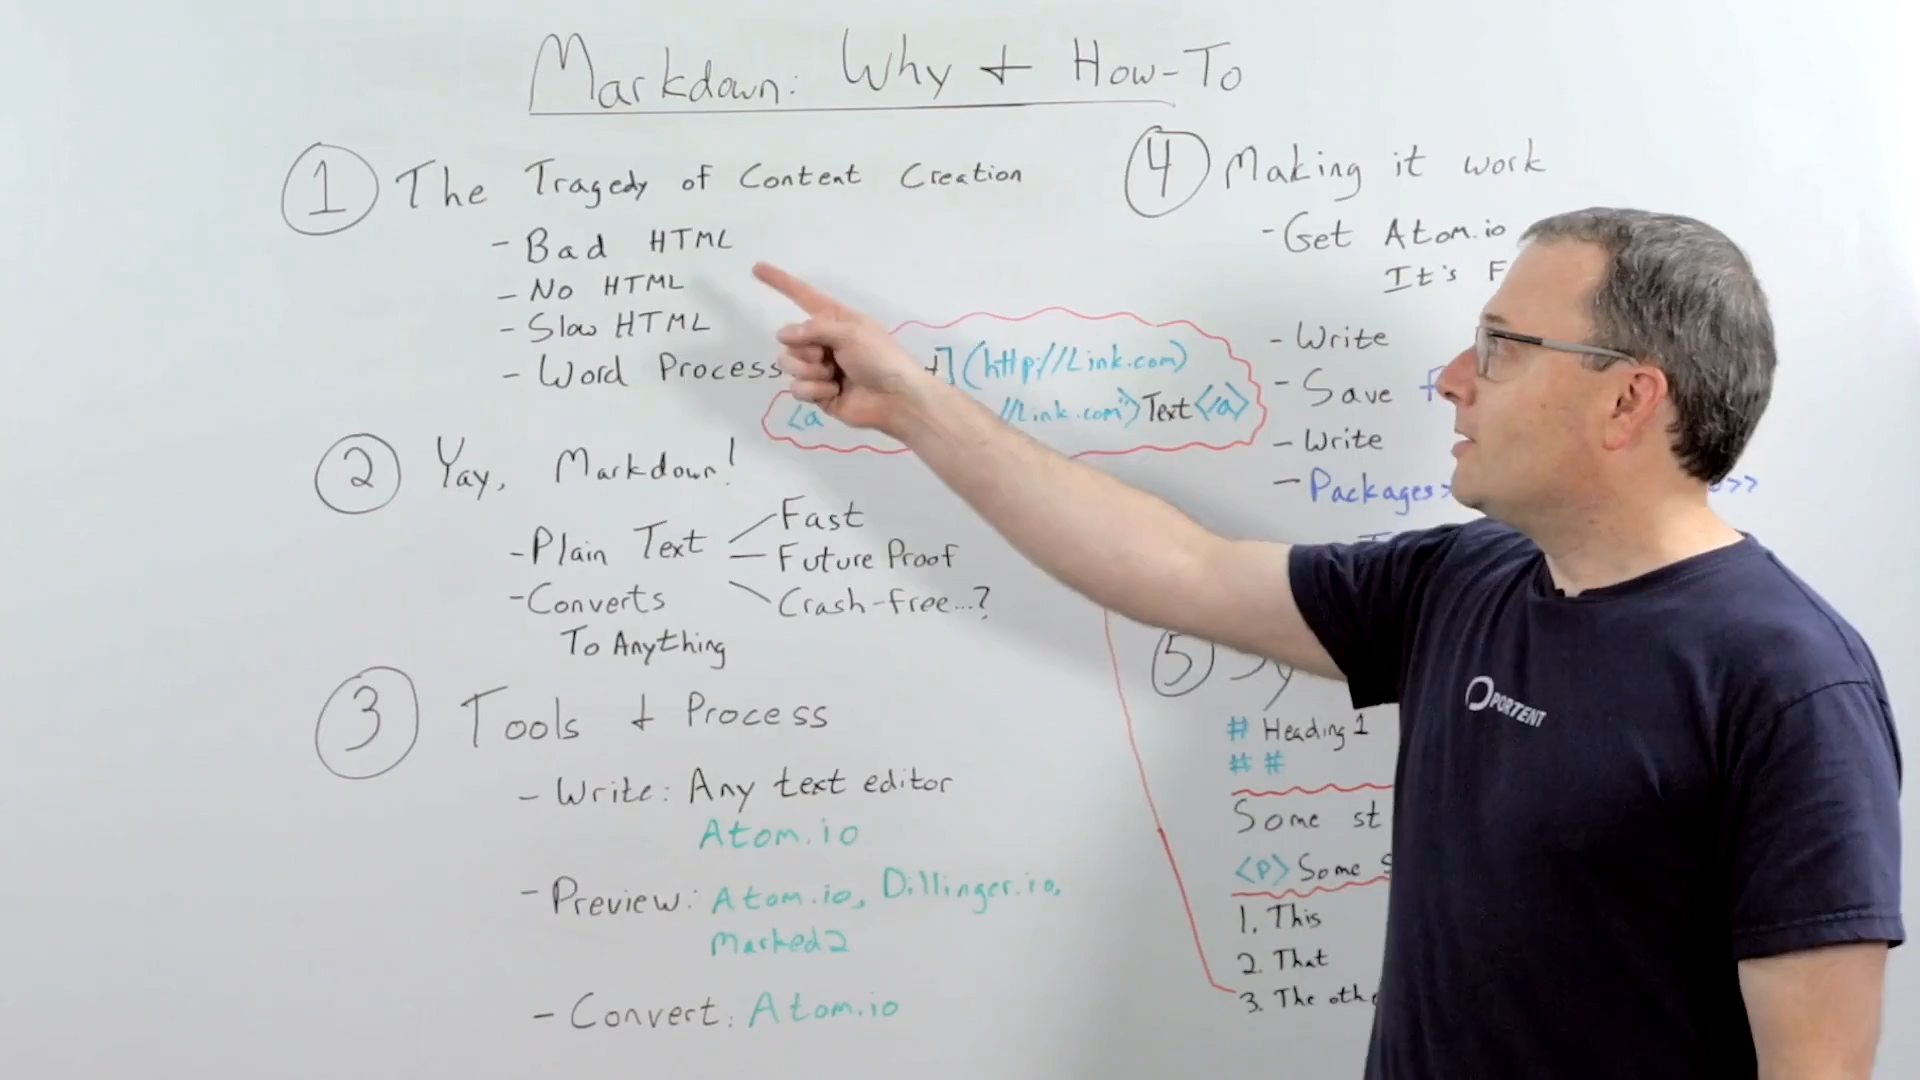 Markdown: Why + How-To
1 The Tragedy of Content Creation
- Bad HTML
- No HTML
- Slow HTML
- Word Process
](http://Link.com)
<a //Link.com">Text</a>
2 Yay, Markdown!
- Plain Text
Fast
Future Proof
Crash-free...?
- Converts
To Anything
3 Tools + Process
- Write: Any text editor
Atom.io
- Preview: Atom.io, Dillinger.io,
Marked2
- Convert: Atom.io
4 Making it work
- Get Atom.io
It's F
- Write
- Save
- Write
- Packages> >>
5
# Heading 1
# #
Some st
<p> Some s
1. This
2. That
3. The othe
PORTENT